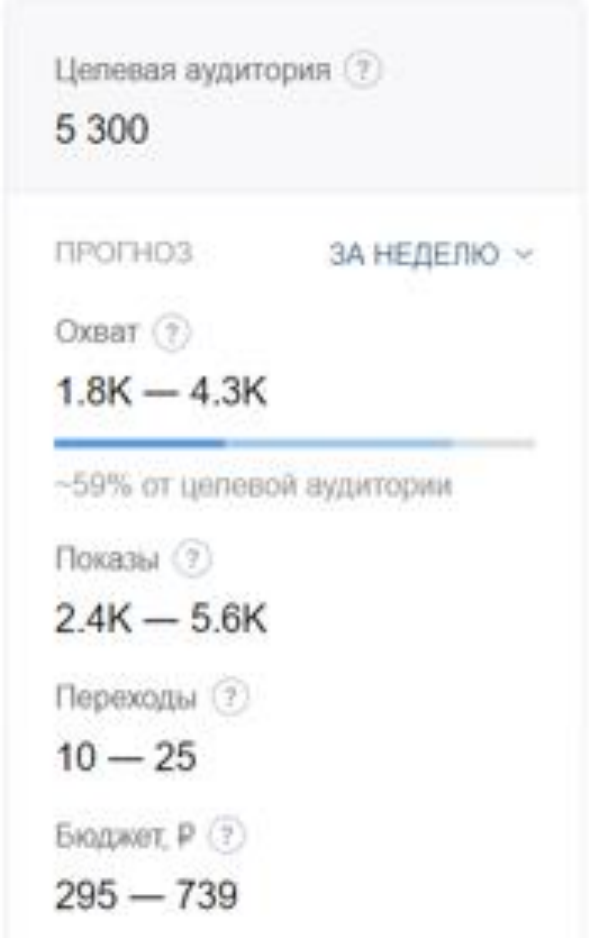 Целевая аудитория ?
5 300
ПРОГНОЗ ЗА НЕДЕЛЮ
Охват ?
1.8K — 4.3K
~59% от целевой аудитории
Показы ?
2.4K — 5.6K
Переходы ?
10 — 25
Бюджет, ₽ ?
295 — 739